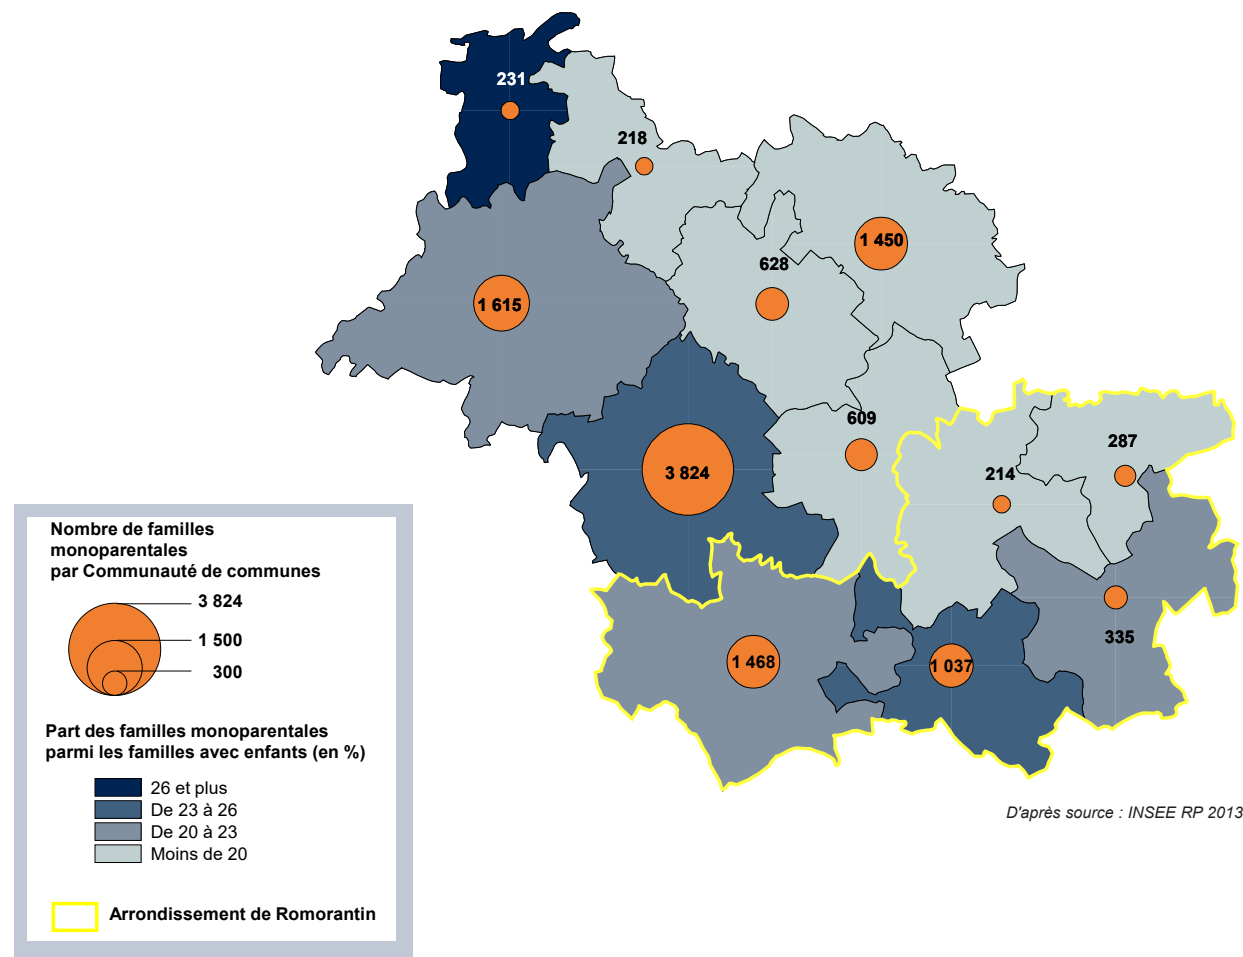 231
218
1 450
628
1 615
609
287
3 824
214
335
1 468
1 037
Nombre de familles
monoparentales
par Communauté de communes
3 824
1 500
300
Part des familles monoparentales
parmi les familles avec enfants (en %)
26 et plus
De 23 à 26
De 20 à 23
Moins de 20
Arrondissement de Romorantin
D'après source : INSEE RP 2013